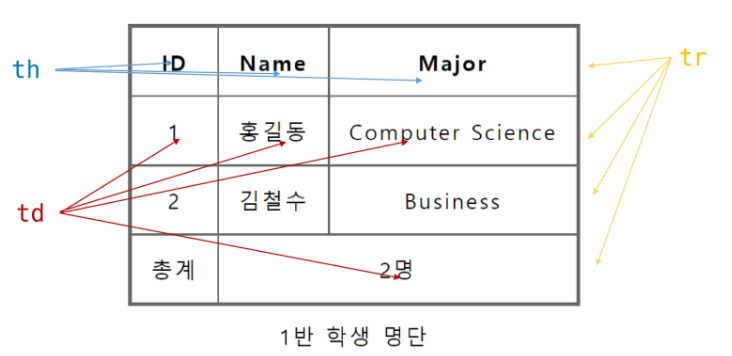 th
tr
td
ID Name Major
1 홍길동 Computer Science
2 김철수 Business
총계 2명
1반 학생 명단